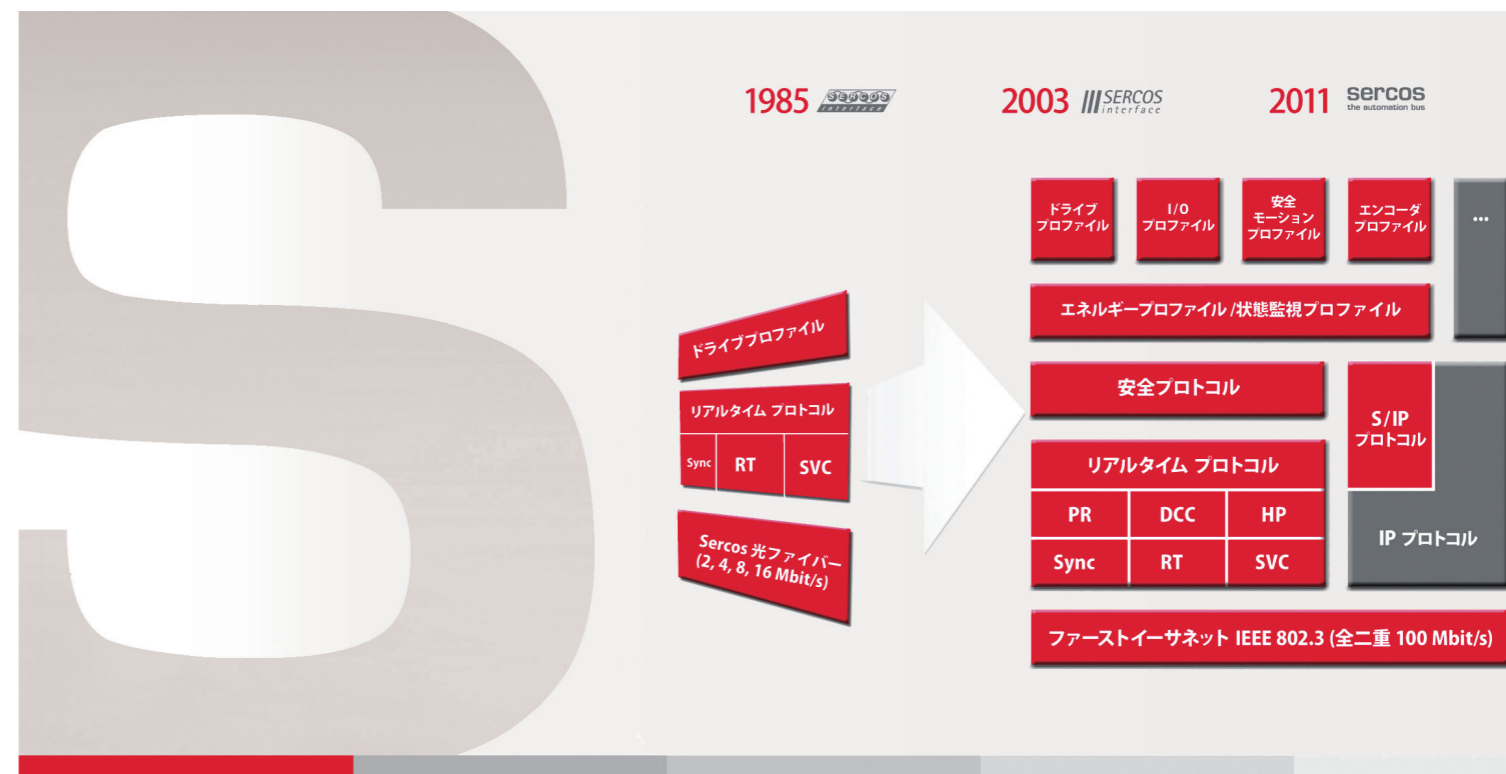 1985 SERCOS interface
2003 SERCOS interface
2011 sercos the automation bus
ドライブプロファイル
リアルタイム プロトコル
Sync RT SVC
Sercos 光ファイバー
(2, 4, 8, 16 Mbit/s)
ドライブ
プロファイル
I/O
プロファイル
安全
モーション
プロファイル
エンコーダ
プロファイル
...
エネルギープロファイル /状態監視プロファイル
安全プロトコル
S/IP
プロトコル
リアルタイム プロトコル
PR DCC HP
Sync RT SVC
IP プロトコル
ファーストイーサネット IEEE 802.3 (全二重 100 Mbit/s)